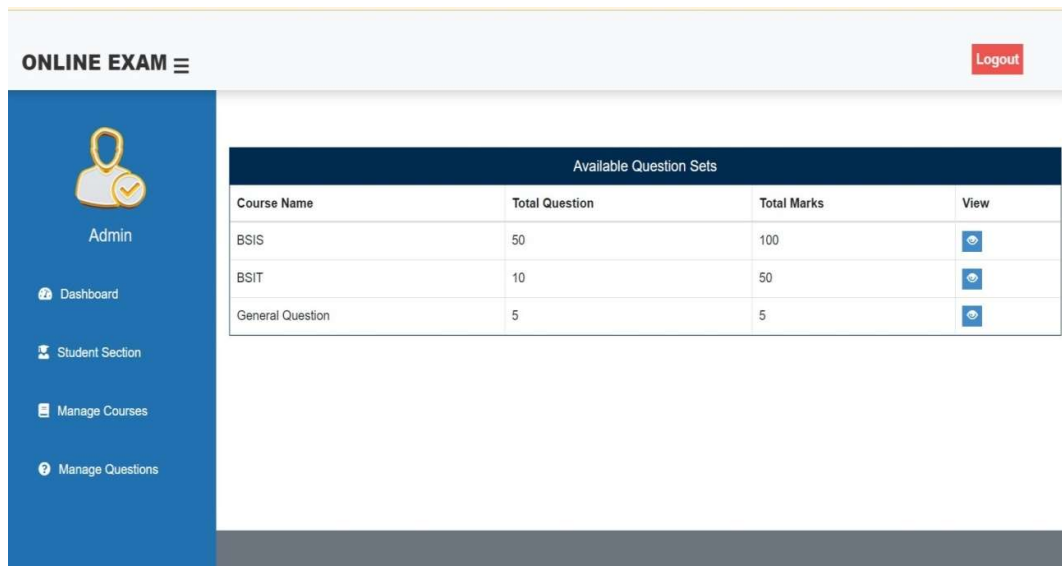 ONLINE EXAM
Logout
Admin
Dashboard
Student Section
Manage Courses
Manage Questions
Available Question Sets
Course Name Total Question Total Marks View
BSIS 50 100
BSIT 10 50
General Question 5 5